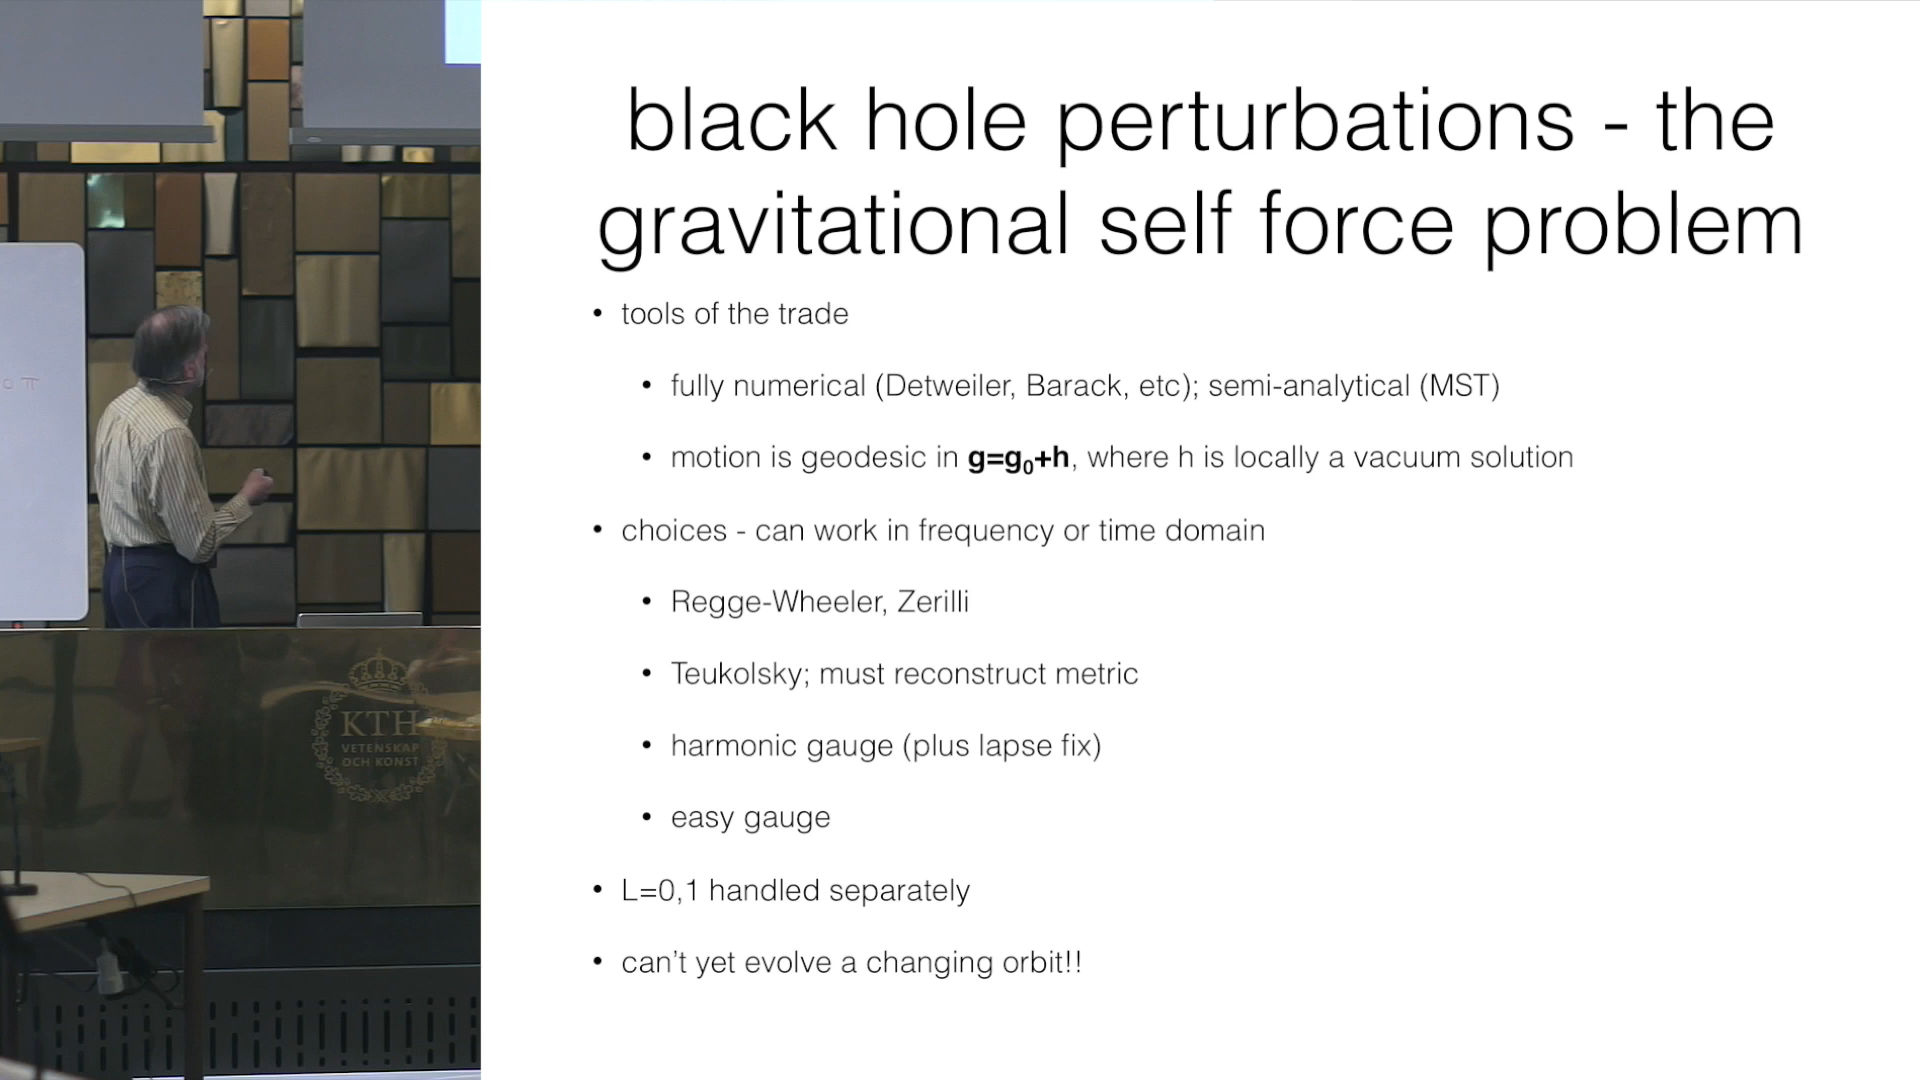 black hole perturbations - the
gravitational self force problem
• tools of the trade
• fully numerical (Detweiler, Barack, etc); semi-analytical (MST)
• motion is geodesic in g=g₀+h, where h is locally a vacuum solution
• choices - can work in frequency or time domain
• Regge-Wheeler, Zerilli
• Teukolsky; must reconstruct metric
• harmonic gauge (plus lapse fix)
• easy gauge
• L=0,1 handled separately
• can't yet evolve a changing orbit!!
KTH
VETENSKAP
OCH KONST